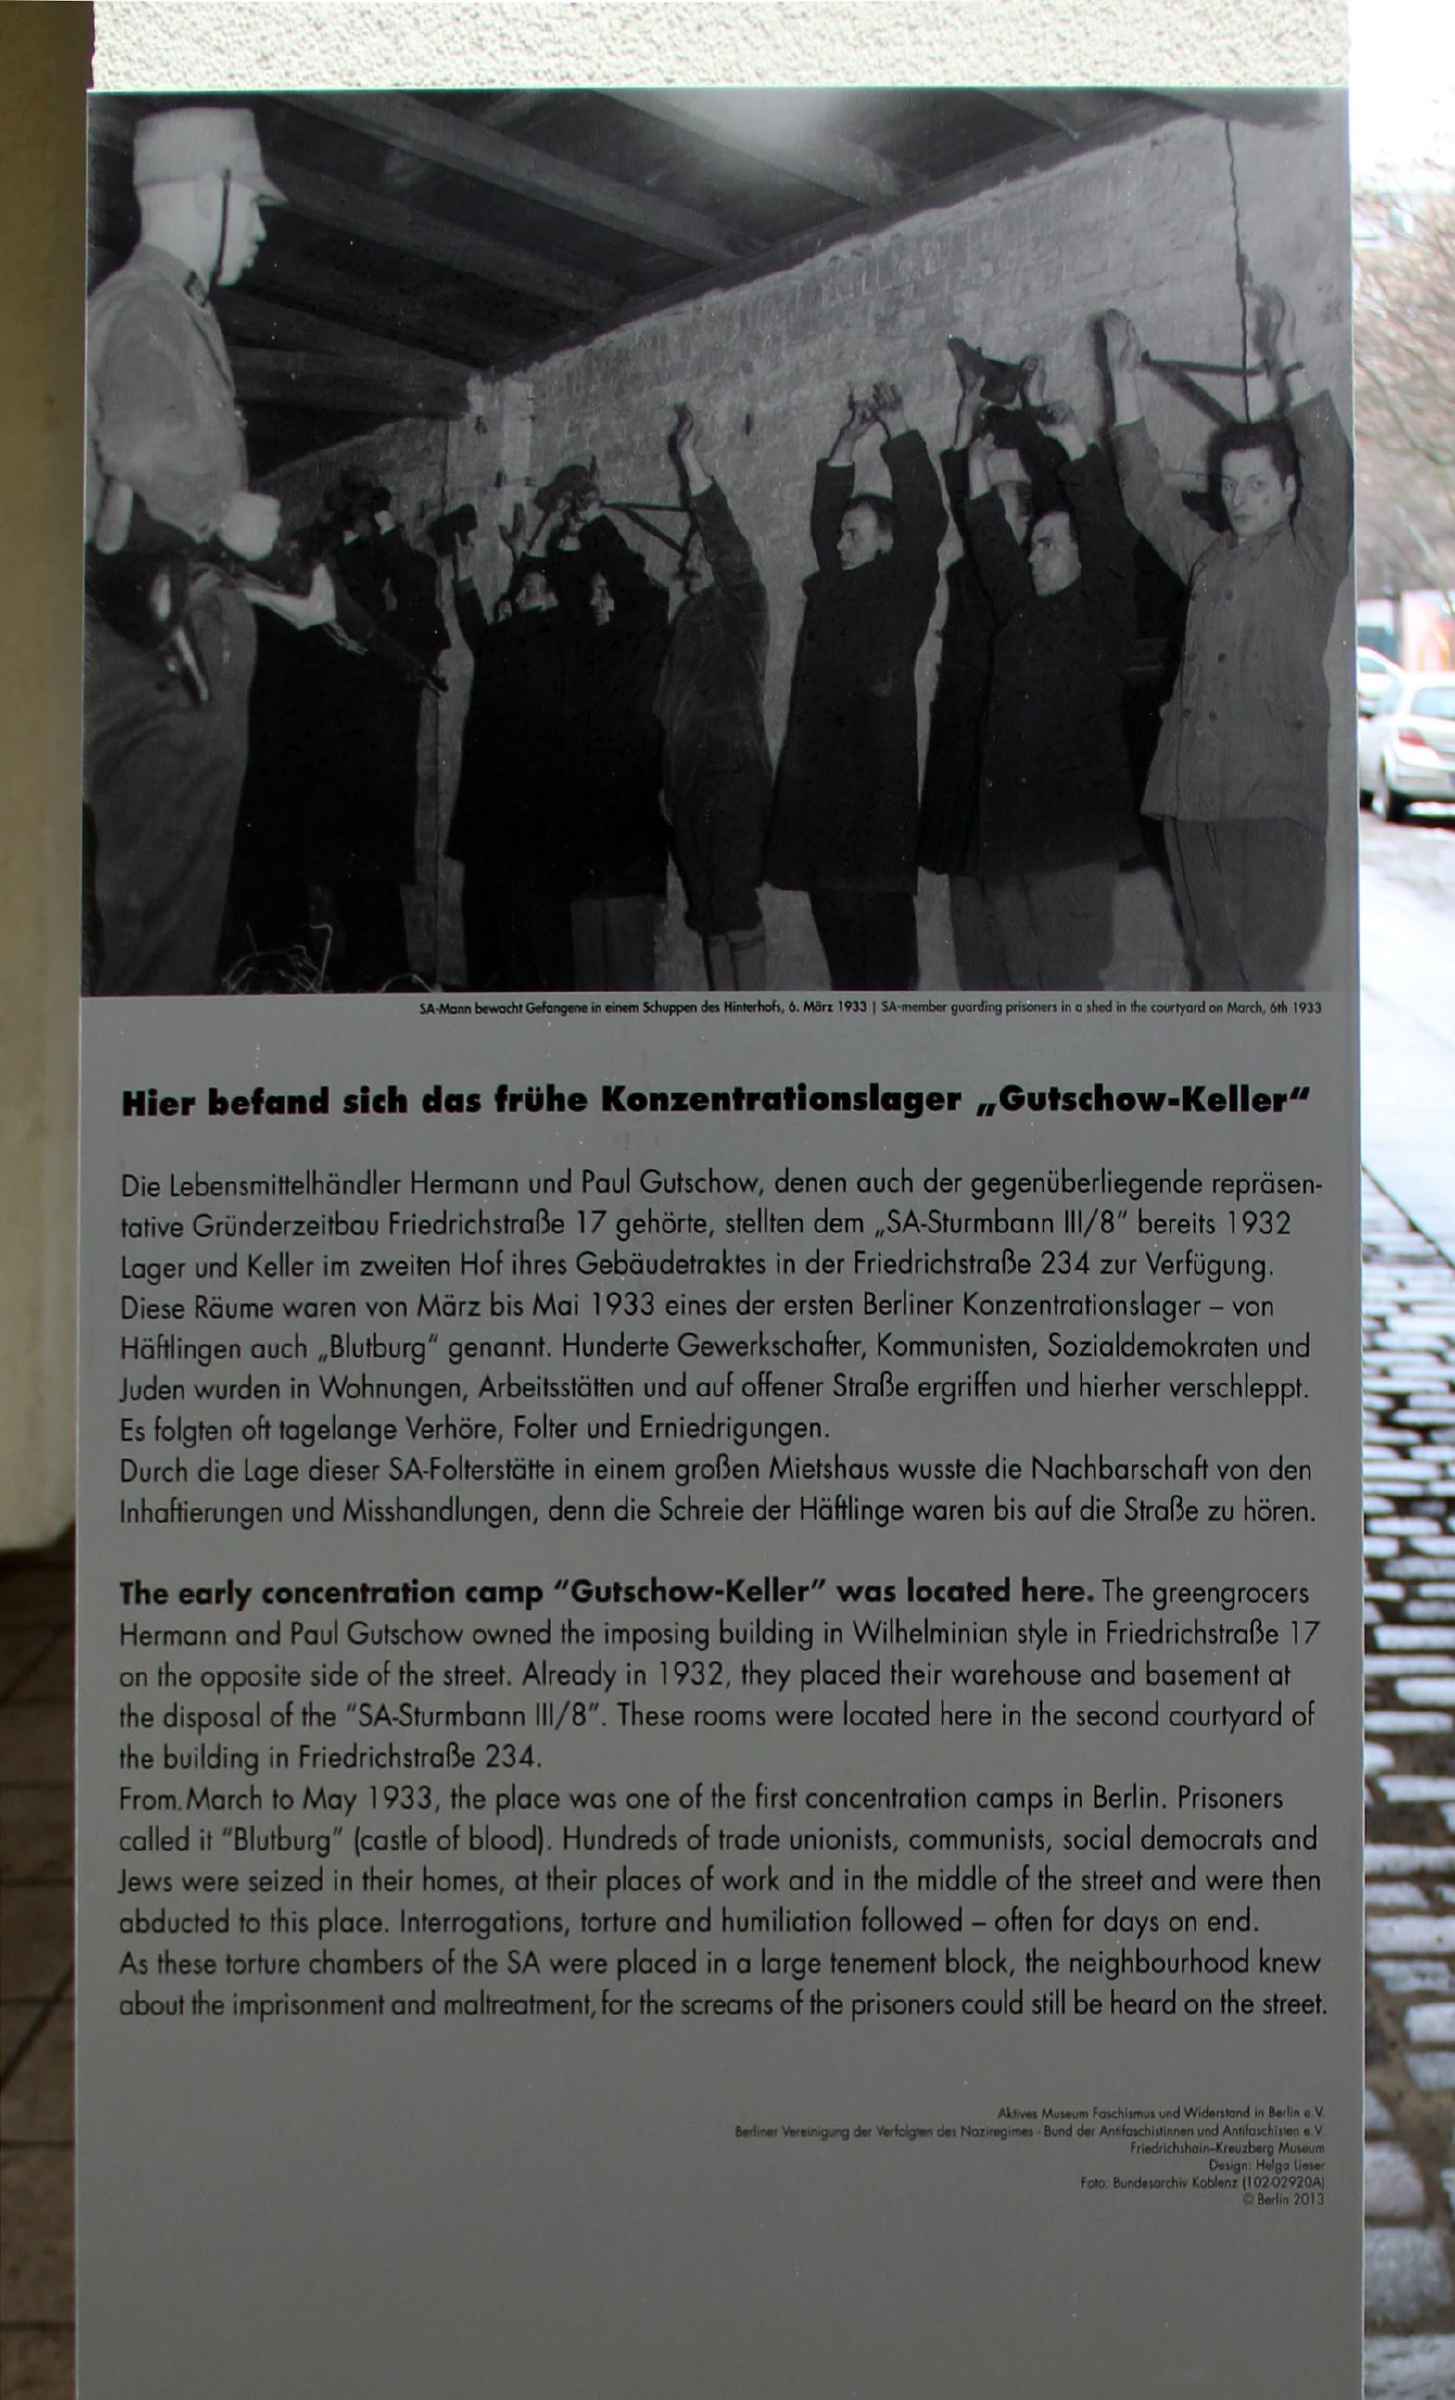 SA-Mann bewacht Gefangene in einem Schuppen des Hinterhofs, 6. März 1933 | SA-member guarding prisoners in a shed in the courtyard on March, 6th 1933
Hier befand sich das frühe Konzentrationslager „Gutschow-Keller“
Die Lebensmittelhändler Hermann und Paul Gutschow, denen auch der gegenüberliegende repräsen-
tative Gründerzeitbau Friedrichstraße 17 gehörte, stellten dem „SA-Sturmbann III/8“ bereits 1932
Lager und Keller im zweiten Hof ihres Gebäudetraktes in der Friedrichstraße 234 zur Verfügung.
Diese Räume waren von März bis Mai 1933 eines der ersten Berliner Konzentrationslager – von
Häftlingen auch „Blutburg“ genannt. Hunderte Gewerkschafter, Kommunisten, Sozialdemokraten und
Juden wurden in Wohnungen, Arbeitsstätten und auf offener Straße ergriffen und hierher verschleppt.
Es folgten oft tagelange Verhöre, Folter und Erniedrigungen.
Durch die Lage dieser SA-Folterstätte in einem großen Mietshaus wusste die Nachbarschaft von den
Inhaftierungen und Misshandlungen, denn die Schreie der Häftlinge waren bis auf die Straße zu hören.
The early concentration camp “Gutschow-Keller” was located here. The greengrocers
Hermann and Paul Gutschow owned the imposing building in Wilhelminian style in Friedrichstraße 17
on the opposite side of the street. Already in 1932, they placed their warehouse and basement at
the disposal of the “SA-Sturmbann III/8”. These rooms were located here in the second courtyard of
the building in Friedrichstraße 234.
From March to May 1933, the place was one of the first concentration camps in Berlin. Prisoners
called it “Blutburg” (castle of blood). Hundreds of trade unionists, communists, social democrats and
Jews were seized in their homes, at their places of work and in the middle of the street and were then
abducted to this place. Interrogations, torture and humiliation followed – often for days on end.
As these torture chambers of the SA were placed in a large tenement block, the neighbourhood knew
about the imprisonment and maltreatment, for the screams of the prisoners could still be heard on the street.
Aktives Museum Faschismus und Widerstand in Berlin e.V.
Berliner Vereinigung der Verfolgten des Naziregimes - Bund der Antifaschistinnen und Antifaschisten e.V.
Friedrichshain-Kreuzberg Museum
Design: Helga Lieser
Foto: Bundesarchiv Koblenz (102-02920A)
© Berlin 2013